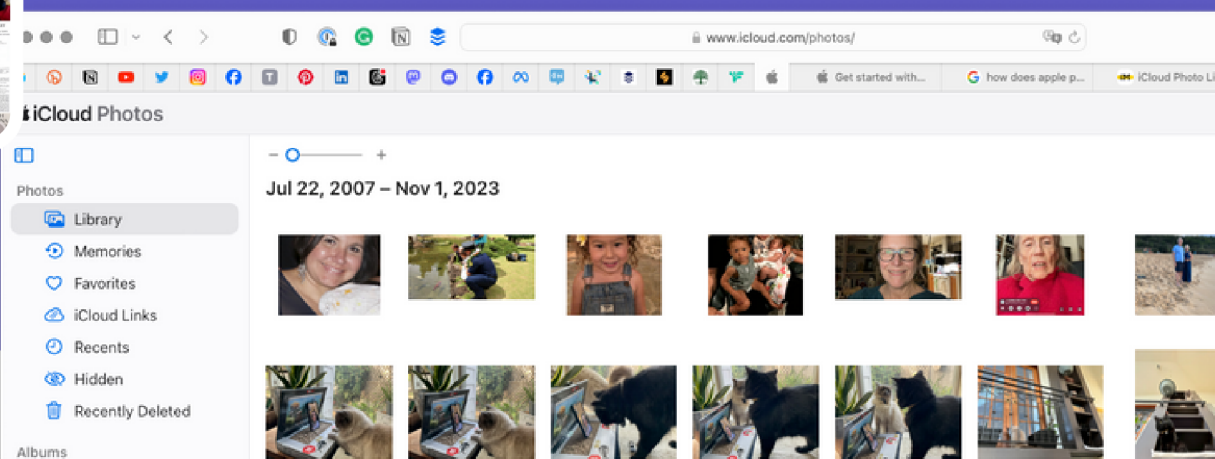 www.icloud.com/photos/
Get started with...
how does apple p...
iCloud Photo Li
iCloud Photos
Photos
Jul 22, 2007 – Nov 1, 2023
Library
Memories
Favorites
iCloud Links
Recents
Hidden
Recently Deleted
Albums